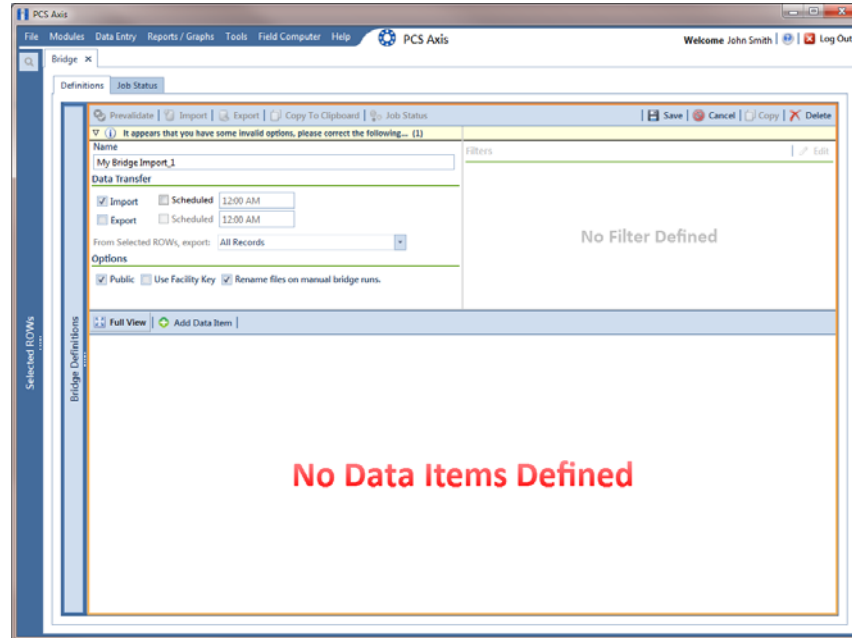 PCS Axis
File Modules Data Entry Reports / Graphs Tools Field Computer Help PCS Axis Welcome John Smith Log Out
Bridge
Definitions Job Status
Prevalidate Import Export Copy To Clipboard Job Status Save Cancel Copy Delete
It appears that you have some invalid options, please correct the following... (1)
Name
Filters Edit
My Bridge Import_1
Data Transfer
Import Scheduled 12:00 AM
Export Scheduled 12:00 AM
From Selected ROWs, export: All Records
No Filter Defined
Options
Public Use Facility Key Rename files on manual bridge runs.
Full View Add Data Item
Selected ROWs
Bridge Definitions
No Data Items Defined